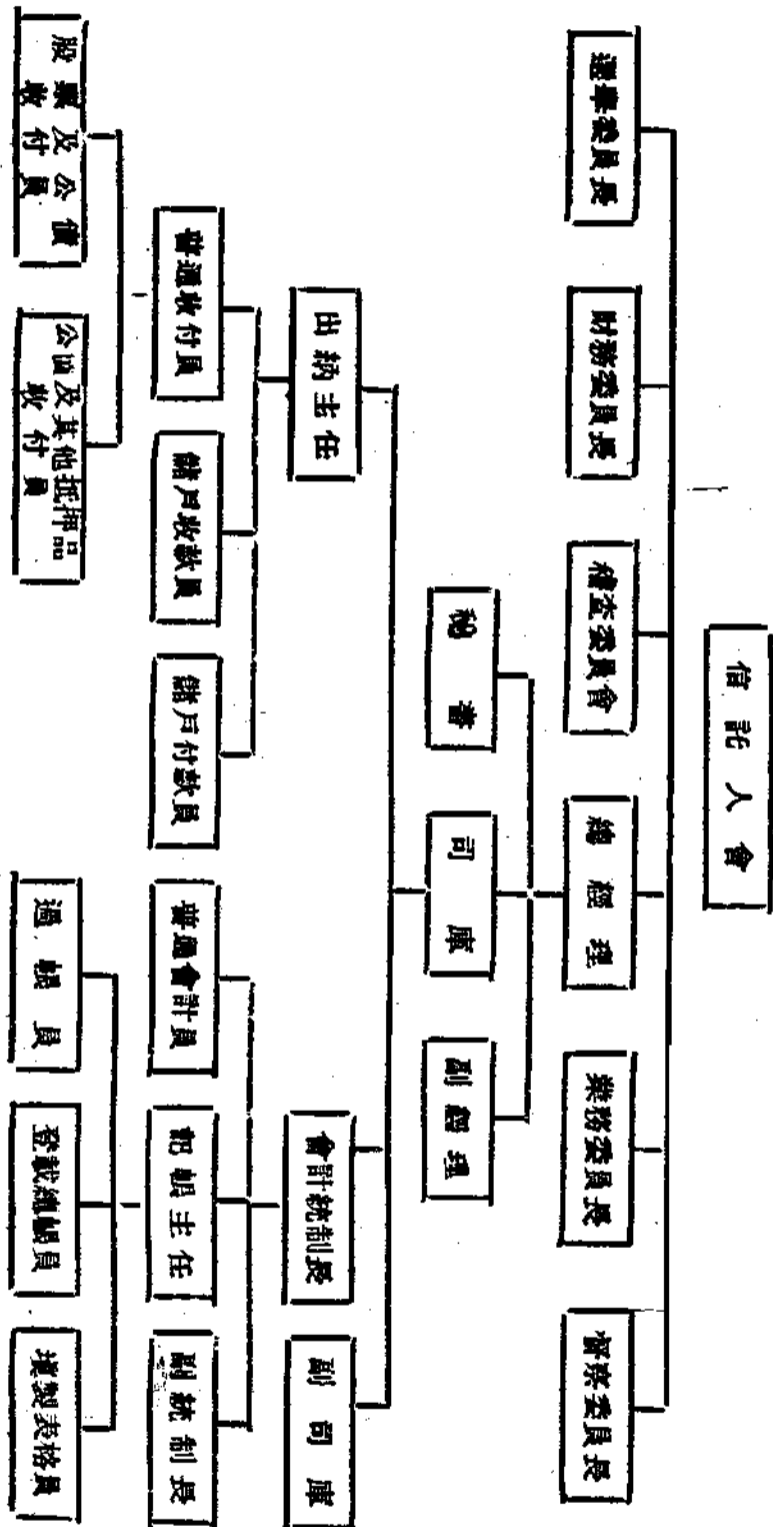 信託人會
選舉委員長
財務委員長
稽查委員會
總經理
業務委員長
督察委員長
秘書
司庫
副經理
出納主任
會計統制長
副司庫
普通收付員
儲戶收款員
儲戶付款員
普通會計員
記帳主任
副統制長
股票及公債
收付員
公債及其他抵押品
收付員
過帳員
登載總帳員
填製表格員